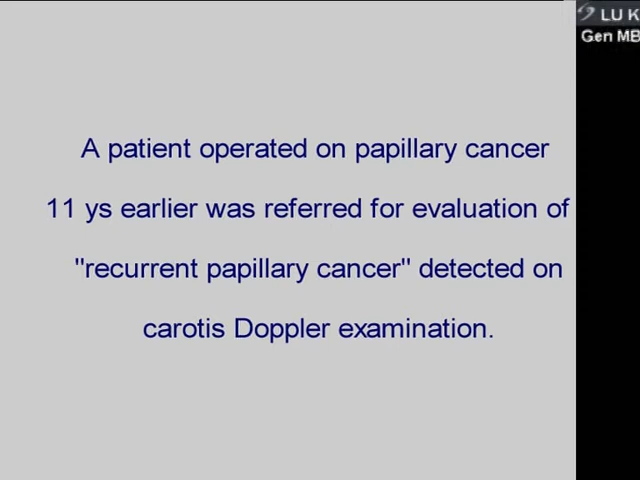 LU K
Gen MB
A patient operated on papillary cancer
11 ys earlier was referred for evaluation of
"recurrent papillary cancer" detected on
carotis Doppler examination.